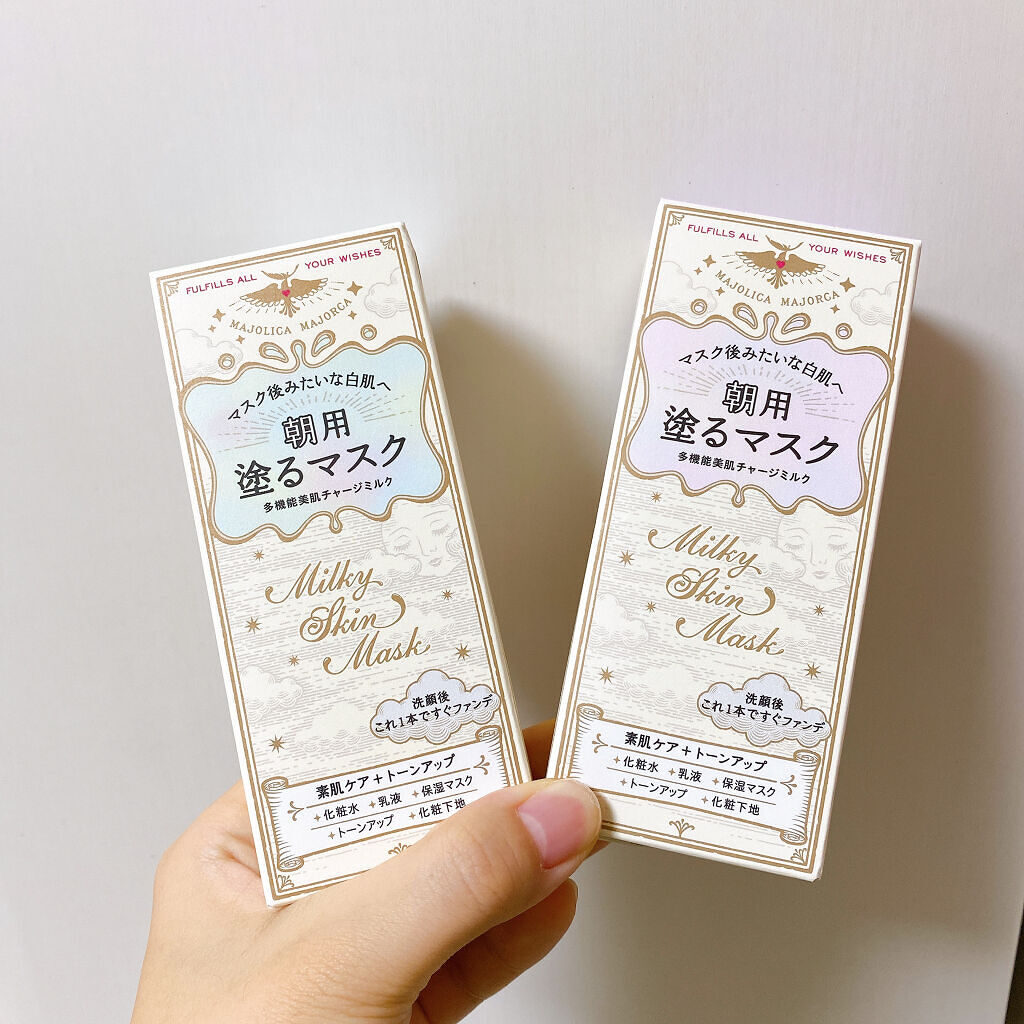 FULFILLS ALL YOUR WISHES
MAJOLICA MAJORCA
マスク後みたいな白肌へ
朝用
塗るマスク
多機能美肌チャージミルク
Milky
Skin
Mask
洗顔後
これ1本ですぐファンデ
素肌ケア+トーンアップ
化粧水 乳液 保湿マスク
トーンアップ 化粧下地
FULFILLS ALL YOUR WISHES
MAJOLICA MAJORCA
マスク後みたいな白肌へ
朝用
塗るマスク
多機能美肌チャージミルク
Milky
Skin
Mask
洗顔後
これ1本ですぐファンデ
素肌ケア+トーンアップ
化粧水 乳液 保湿マスク
トーンアップ 化粧下地